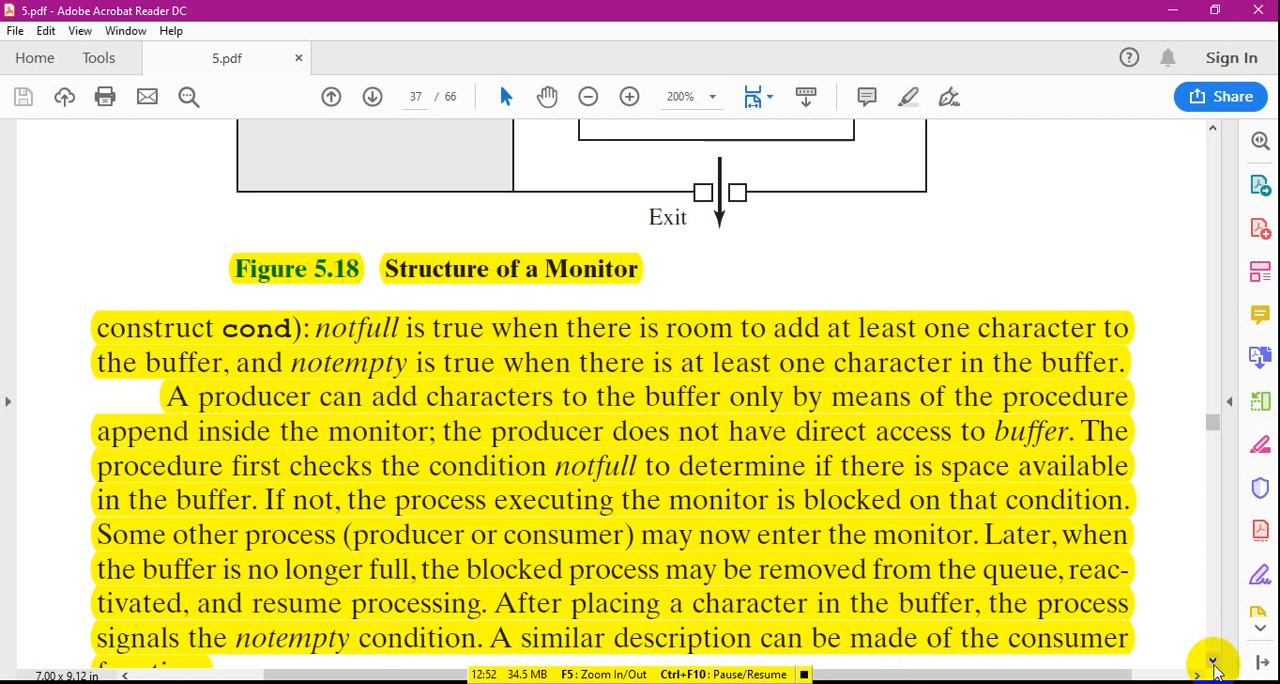 5.pdf - Adobe Acrobat Reader DC
File Edit View Window Help
Home Tools 5.pdf × Sign In
37 / 66 200% Share
Exit
Figure 5.18 Structure of a Monitor
construct cond): notfull is true when there is room to add at least one character to
the buffer, and notempty is true when there is at least one character in the buffer.
A producer can add characters to the buffer only by means of the procedure
append inside the monitor; the producer does not have direct access to buffer. The
procedure first checks the condition notfull to determine if there is space available
in the buffer. If not, the process executing the monitor is blocked on that condition.
Some other process (producer or consumer) may now enter the monitor. Later, when
the buffer is no longer full, the blocked process may be removed from the queue, reac-
tivated, and resume processing. After placing a character in the buffer, the process
signals the notempty condition. A similar description can be made of the consumer
7.00 x 9.12 in
12:52 34.5 MB F5: Zoom In/Out Ctrl+F10: Pause/Resume